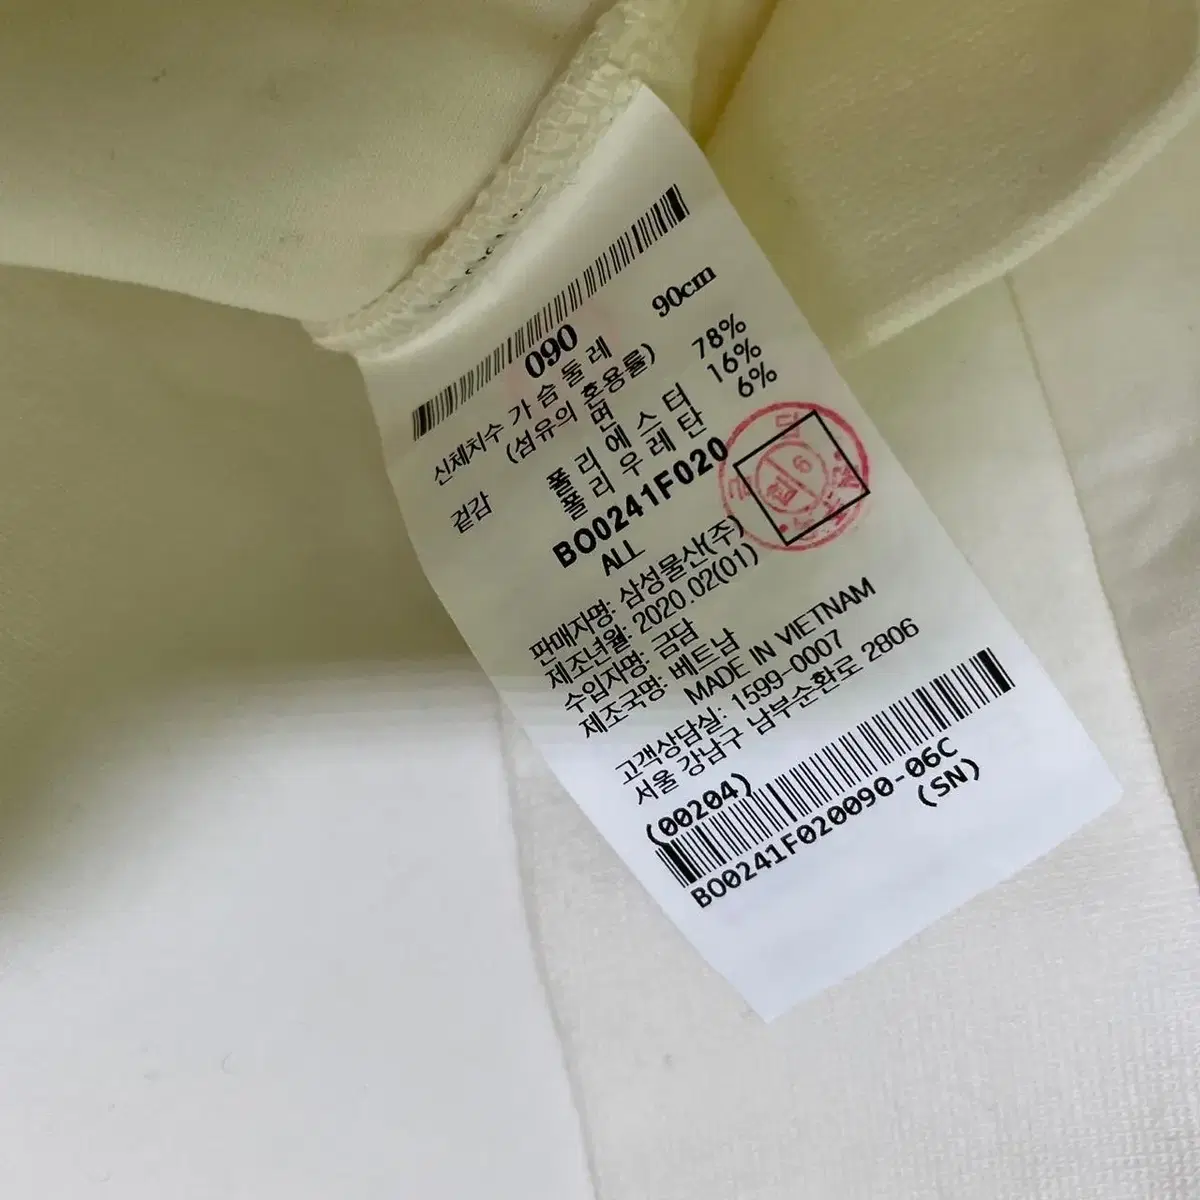 090
신체치수 가슴둘레 90cm
(섬유의 혼용률)
면 78%
폴리에스터 16%
겉감 폴리우레탄 6%
BO0241F020
ALL
판매자명: 삼성물산(주)
제조년월: 2020.02(01)
수입자명: 금담
제조국명: 베트남
MADE IN VIETNAM
고객상담실: 1599-0007
서울 강남구 남부순환로 2806
(00204)
BO0241F020090-06C
(SN)